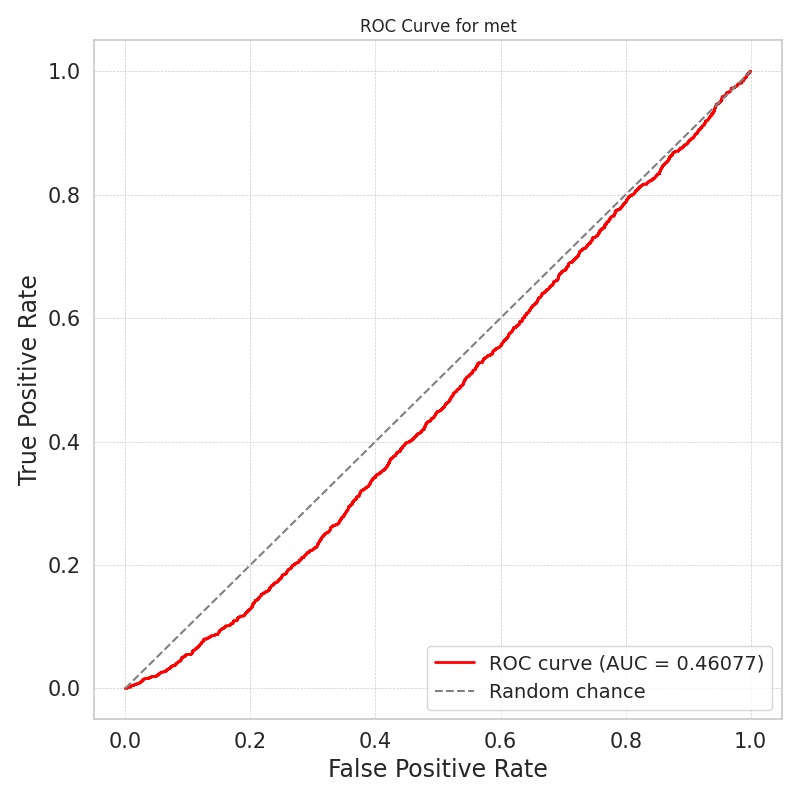 ROC Curve for met
1.0
0.8
0.6
0.4
0.2
0.0
True Positive Rate
ROC curve (AUC = 0.46077)
Random chance
0.0 0.2 0.4 0.6 0.8 1.0
False Positive Rate